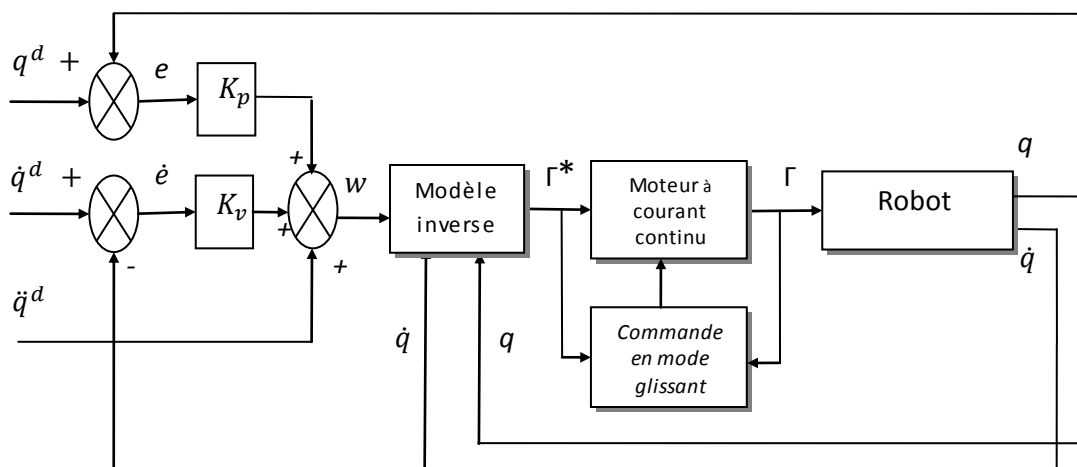 q^d +
e
K_p
q̇^d +
ė
K_v
+
+
+
-
w
q̈^d
Modèle
inverse
Γ*
Moteur à
courant
continu
Γ
Robot
q
q̇
q̇
q
Commande
en mode
glissant